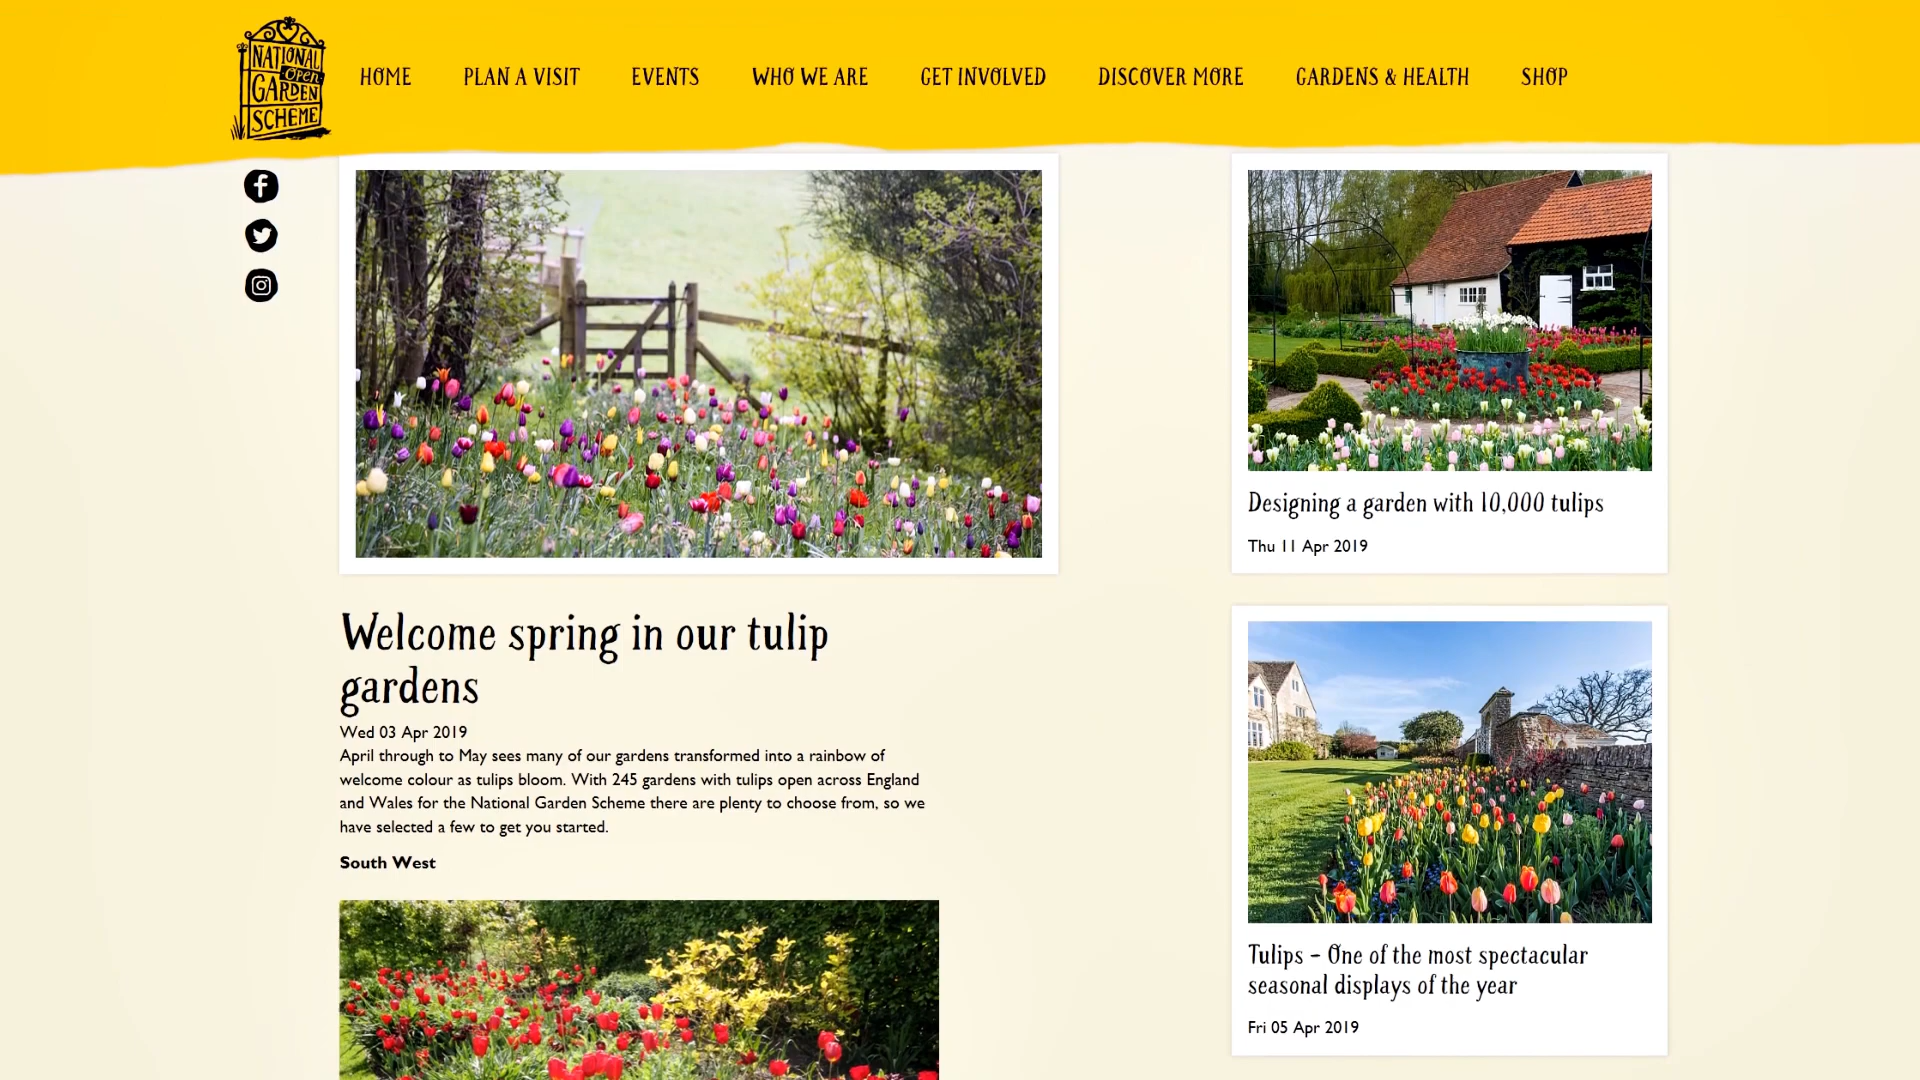 NATIONAL
Open
GARDEN
SCHEME
HOME
PLAN A VISIT
EVENTS
WHO WE ARE
GET INVOLVED
DISCOVER MORE
GARDENS & HEALTH
SHOP
Welcome spring in our tulip
gardens
Wed 03 Apr 2019
April through to May sees many of our gardens transformed into a rainbow of
welcome colour as tulips bloom. With 245 gardens with tulips open across England
and Wales for the National Garden Scheme there are plenty to choose from, so we
have selected a few to get you started.
South West
Designing a garden with 10,000 tulips
Thu 11 Apr 2019
Tulips – One of the most spectacular
seasonal displays of the year
Fri 05 Apr 2019